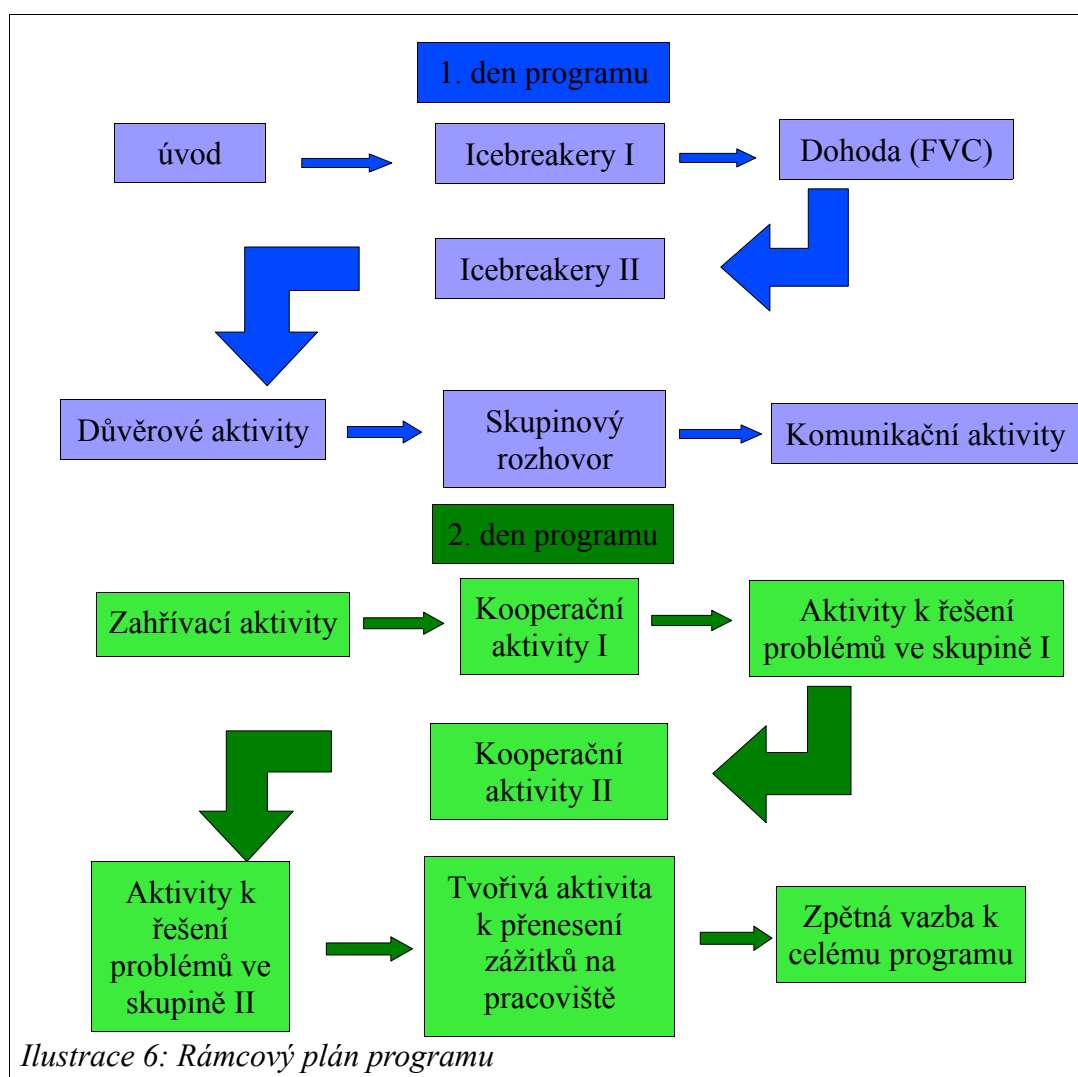 1. den programu
úvod
Icebreakery I
Dohoda (FVC)
Icebreakery II
Důvěrové aktivity
Skupinový
rozhovor
Komunikační aktivity
2. den programu
Zahřívací aktivity
Kooperační
aktivity I
Aktivity k řešení
problémů ve skupině I
Kooperační
aktivity II
Aktivity k
řešení
problémů ve
skupině II
Tvořivá aktivita
k přenesení
zážitků na
pracoviště
Zpětná vazba k
celému programu
Ilustrace 6: Rámcový plán programu